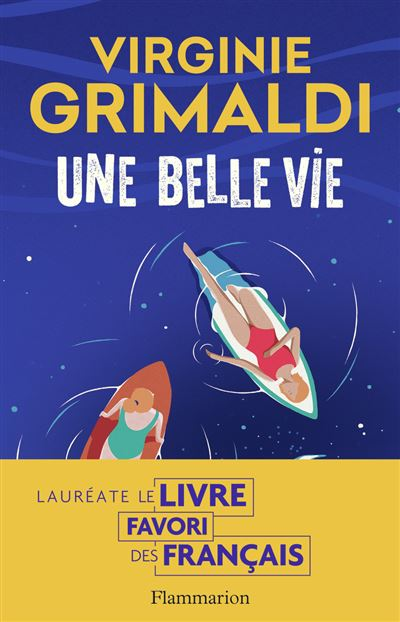 VIRGINIE
GRIMALDI
UNE BELLE VIE
LAURÉATE LE LIVRE
FAVORI
DES FRANÇAIS
Flammarion